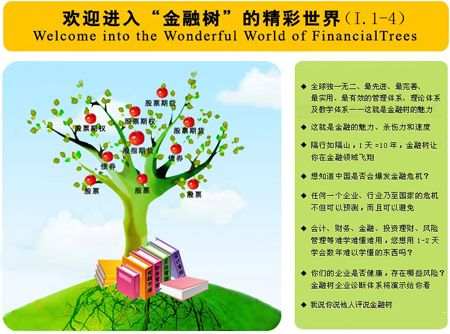 欢迎进入“金融树”的精彩世界(I.1-4)
Welcome into the Wonderful World of FinancialTrees
股票期货
股票期权
股票期权
股票期货
股指期货
债券
债券
股票
股票
股票
◆ 全球独一无二、最先进、最完善、
最实用、最有效的管理体系、理论体系
及教学体系——这就是金融树的魅力
◆ 这就是金融的魅力、杀伤力和速度
◆ 隔行如隔山，1天=10年，金融树让
你在金融领域飞翔
◆ 想知道中国是否会爆发金融危机？
◆ 任何一个企业、行业乃至国家的危机
不但可以预测，而且可以避免
◆ 会计、财务、金融、投资理财、风险
管理等难学难懂难用，您想用1-2天
学会数年难以学懂的东西吗？
◆ 你们的企业是否健康，存在哪些风险？
金融树企业诊断体系将演示给你看
◆ 我说你说他人评说金融树